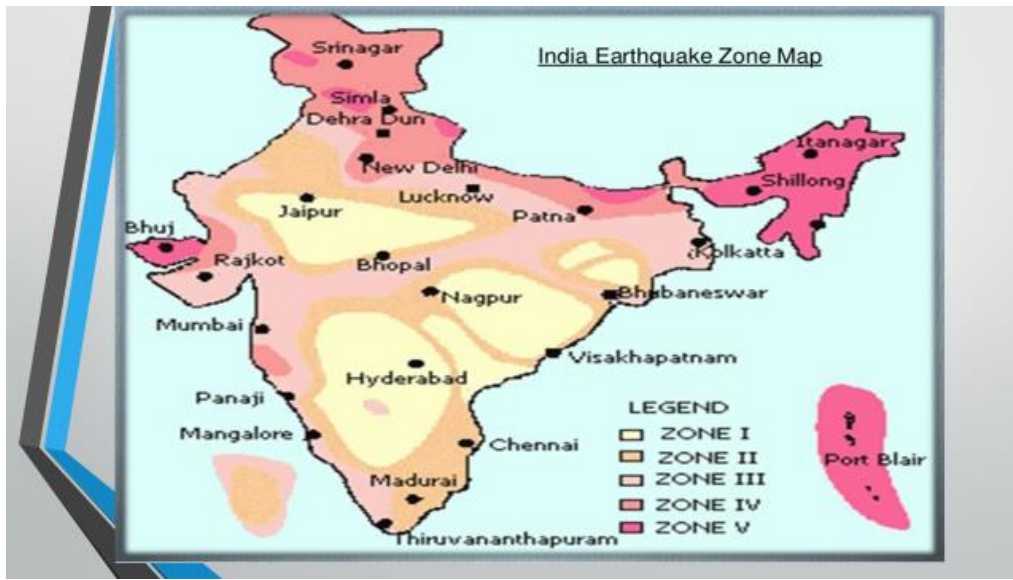 India Earthquake Zone Map
Srinagar
Simla
Dehra Dun
New Delhi
Itanagar
Shillong
Lucknow
Jaipur
Patna
Bhuj
Kolkatta
Rajkot
Bhopal
Nagpur
Bhubaneswar
Mumbai
Visakhapatnam
Hyderabad
Panaji
Mangalore
Chennai
Madurai
Thiruvananthapuram
Port Blair
LEGEND
ZONE I
ZONE II
ZONE III
ZONE IV
ZONE V